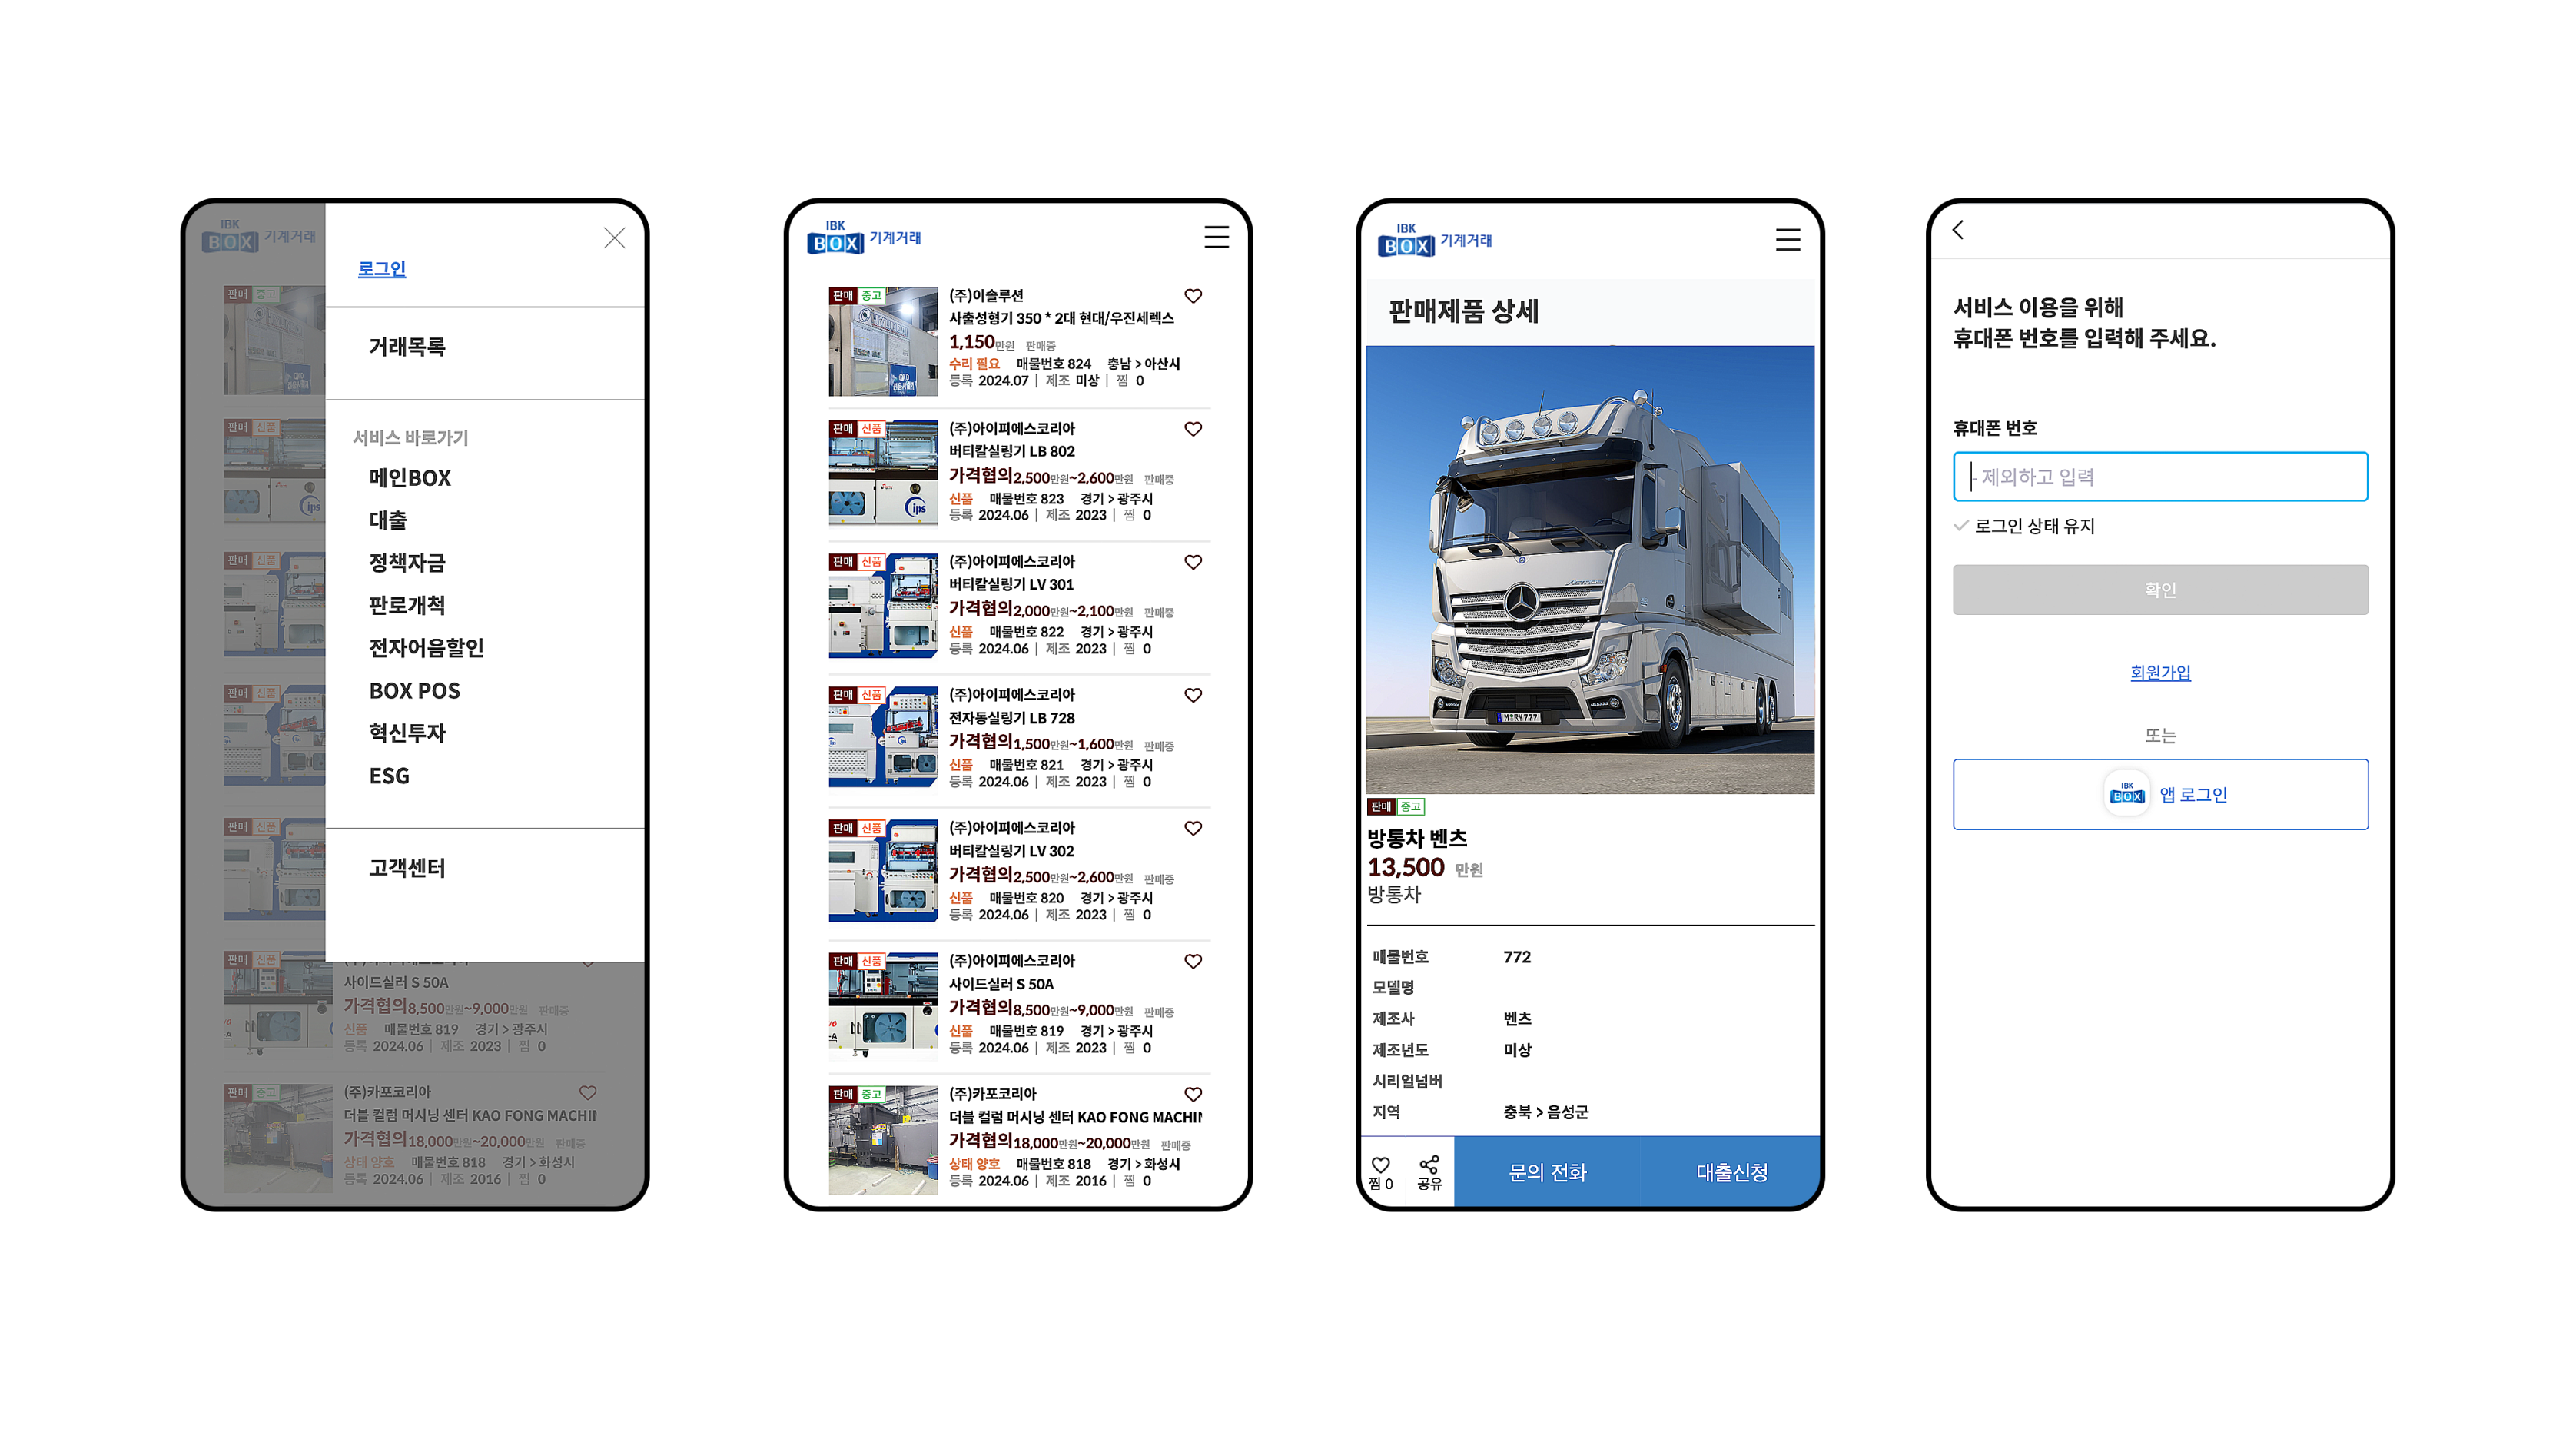 IBK
BOX 기계거래
로그인
거래목록
서비스 바로가기
메인BOX
대출
정책자금
판로개척
전자어음할인
BOX POS
혁신투자
ESG
고객센터
판매 중고
판매 신품
판매 신품
판매 신품
판매 신품
판매 신품
사이드실러 S 50A
가격협의8,500만원~9,000만원 판매중
신품 매물번호 819 경기 > 광주시
등록 2024.06 | 제조 2023 | 찜 0
판매 중고
(주)카포코리아
더블 컬럼 머시닝 센터 KAO FONG MACHIN
가격협의18,000만원~20,000만원 판매중
상태 양호 매물번호 818 경기 > 화성시
등록 2024.06 | 제조 2016 | 찜 0
IBK
BOX 기계거래
판매 중고
(주)이솔루션
사출성형기 350 * 2대 현대/우진세렉스
1,150만원 판매중
수리 필요 매물번호 824 충남 > 아산시
등록 2024.07 | 제조 미상 | 찜 0
판매 신품
(주)아이피에스코리아
버티칼실링기 LB 802
가격협의2,500만원~2,600만원 판매중
신품 매물번호 823 경기 > 광주시
등록 2024.06 | 제조 2023 | 찜 0
ips
판매 신품
(주)아이피에스코리아
버티칼실링기 LV 301
가격협의2,000만원~2,100만원 판매중
신품 매물번호 822 경기 > 광주시
등록 2024.06 | 제조 2023 | 찜 0
판매 신품
(주)아이피에스코리아
전자동실링기 LB 728
가격협의1,500만원~1,600만원 판매중
신품 매물번호 821 경기 > 광주시
등록 2024.06 | 제조 2023 | 찜 0
판매 신품
(주)아이피에스코리아
버티칼실링기 LV 302
가격협의2,500만원~2,600만원 판매중
신품 매물번호 820 경기 > 광주시
등록 2024.06 | 제조 2023 | 찜 0
판매 신품
(주)아이피에스코리아
사이드실러 S 50A
가격협의8,500만원~9,000만원 판매중
신품 매물번호 819 경기 > 광주시
등록 2024.06 | 제조 2023 | 찜 0
판매 중고
(주)카포코리아
더블 컬럼 머시닝 센터 KAO FONG MACHIN
가격협의18,000만원~20,000만원 판매중
상태 양호 매물번호 818 경기 > 화성시
등록 2024.06 | 제조 2016 | 찜 0
IBK
BOX 기계거래
판매제품 상세
판매 중고
방통차 벤츠
13,500 만원
방통차
매물번호 772
모델명
제조사 벤츠
제조년도 미상
시리얼넘버
지역 충북 > 음성군
찜 0 공유 문의 전화 대출신청
서비스 이용을 위해
휴대폰 번호를 입력해 주세요.
휴대폰 번호
- 제외하고 입력
로그인 상태 유지
확인
회원가입
또는
IBK
BOX 앱 로그인